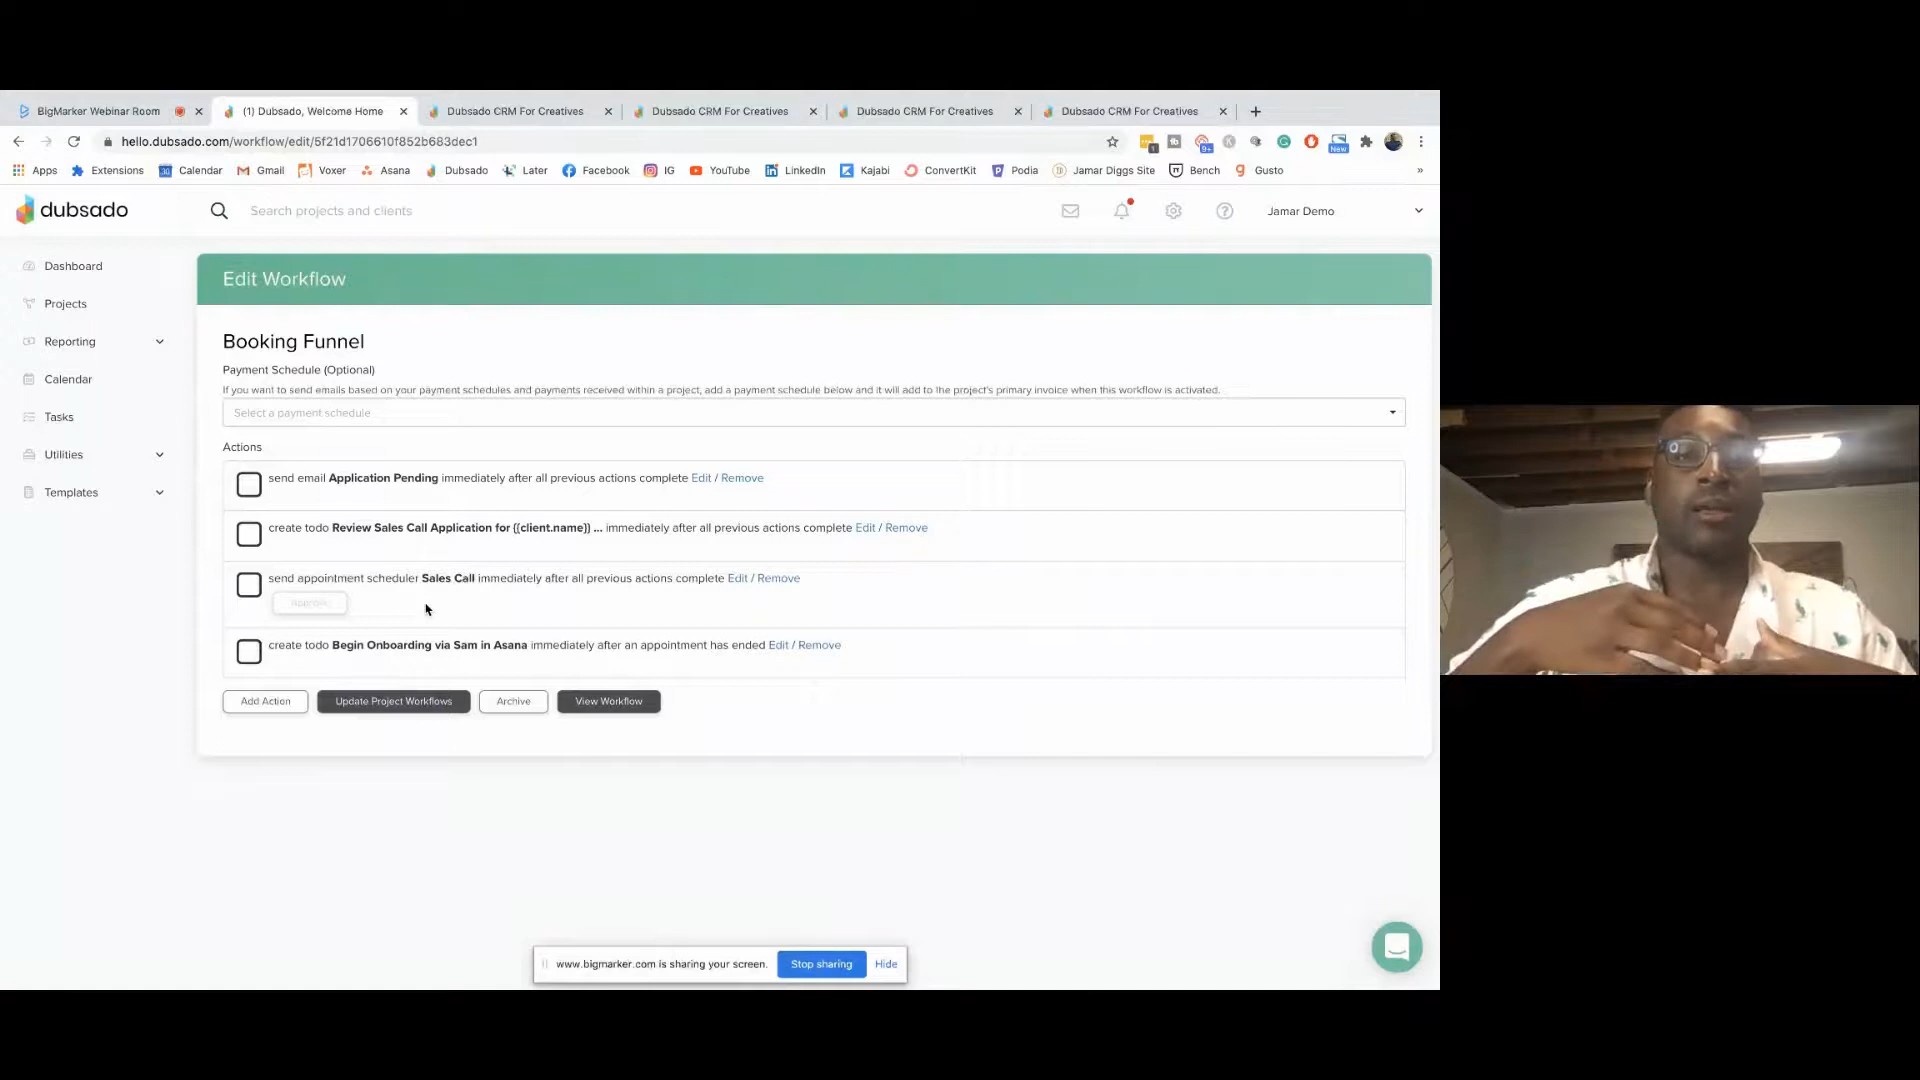 BigMarker Webinar Room
(1) Dubsado, Welcome Home
Dubsado CRM For Creatives
Dubsado CRM For Creatives
Dubsado CRM For Creatives
Dubsado CRM For Creatives
hello.dubsado.com/workflow/edit/5f21d1706610f852b683dec1
1
9+
New
Apps
Extensions
Calendar
Gmail
Voxer
Asana
Dubsado
Later
Facebook
IG
YouTube
LinkedIn
Kajabi
ConvertKit
Podia
Jamar Diggs Site
Bench
Gusto
»
dubsado
Search projects and clients
Jamar Demo
Dashboard
Projects
Reporting
Calendar
Tasks
Utilities
Templates
Edit Workflow
Booking Funnel
Payment Schedule (Optional)
If you want to send emails based on your payment schedules and payments received within a project, add a payment schedule below and it will add to the project's primary invoice when this workflow is activated.
Select a payment schedule
Actions
send email Application Pending immediately after all previous actions complete Edit / Remove
create todo Review Sales Call Application for {{client.name}} ... immediately after all previous actions complete Edit / Remove
send appointment scheduler Sales Call immediately after all previous actions complete Edit / Remove
Approve
create todo Begin Onboarding via Sam in Asana immediately after an appointment has ended Edit / Remove
Add Action
Update Project Workflows
Archive
View Workflow
www.bigmarker.com is sharing your screen.
Stop sharing
Hide